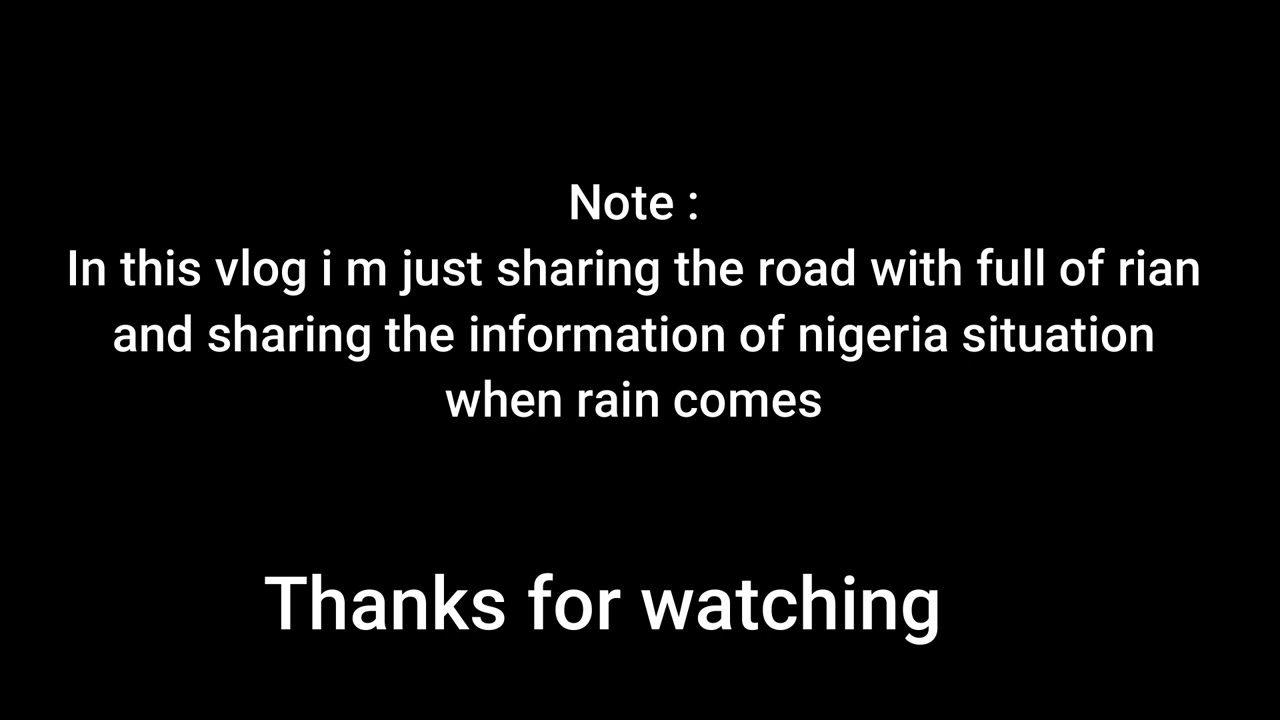 Note :
In this vlog i m just sharing the road with full of rian
and sharing the information of nigeria situation
when rain comes
Thanks for watching